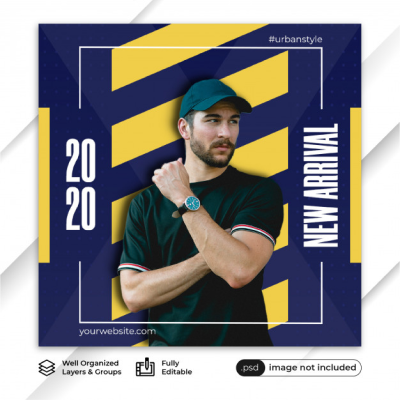 #urbanstyle
20
20
NEW ARRIVAL
yourwebsite.com
Well Organized
Layers & Groups
Fully
Editable
.psd
image not included